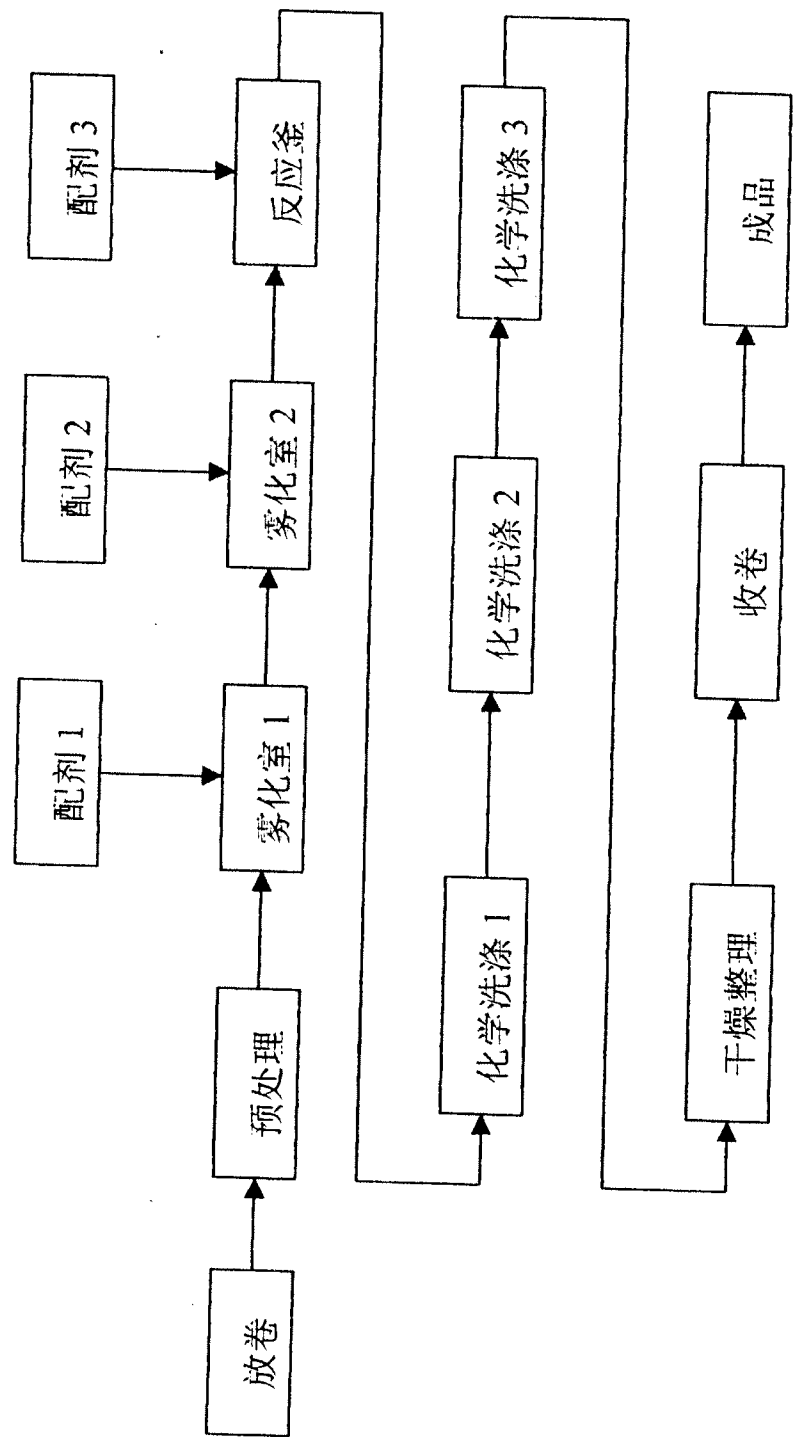 配剂 1
配剂 2
配剂 3
放卷
预处理
雾化室 1
雾化室 2
反应釜
化学洗涤 1
化学洗涤 2
化学洗涤 3
干燥整理
收卷
成品